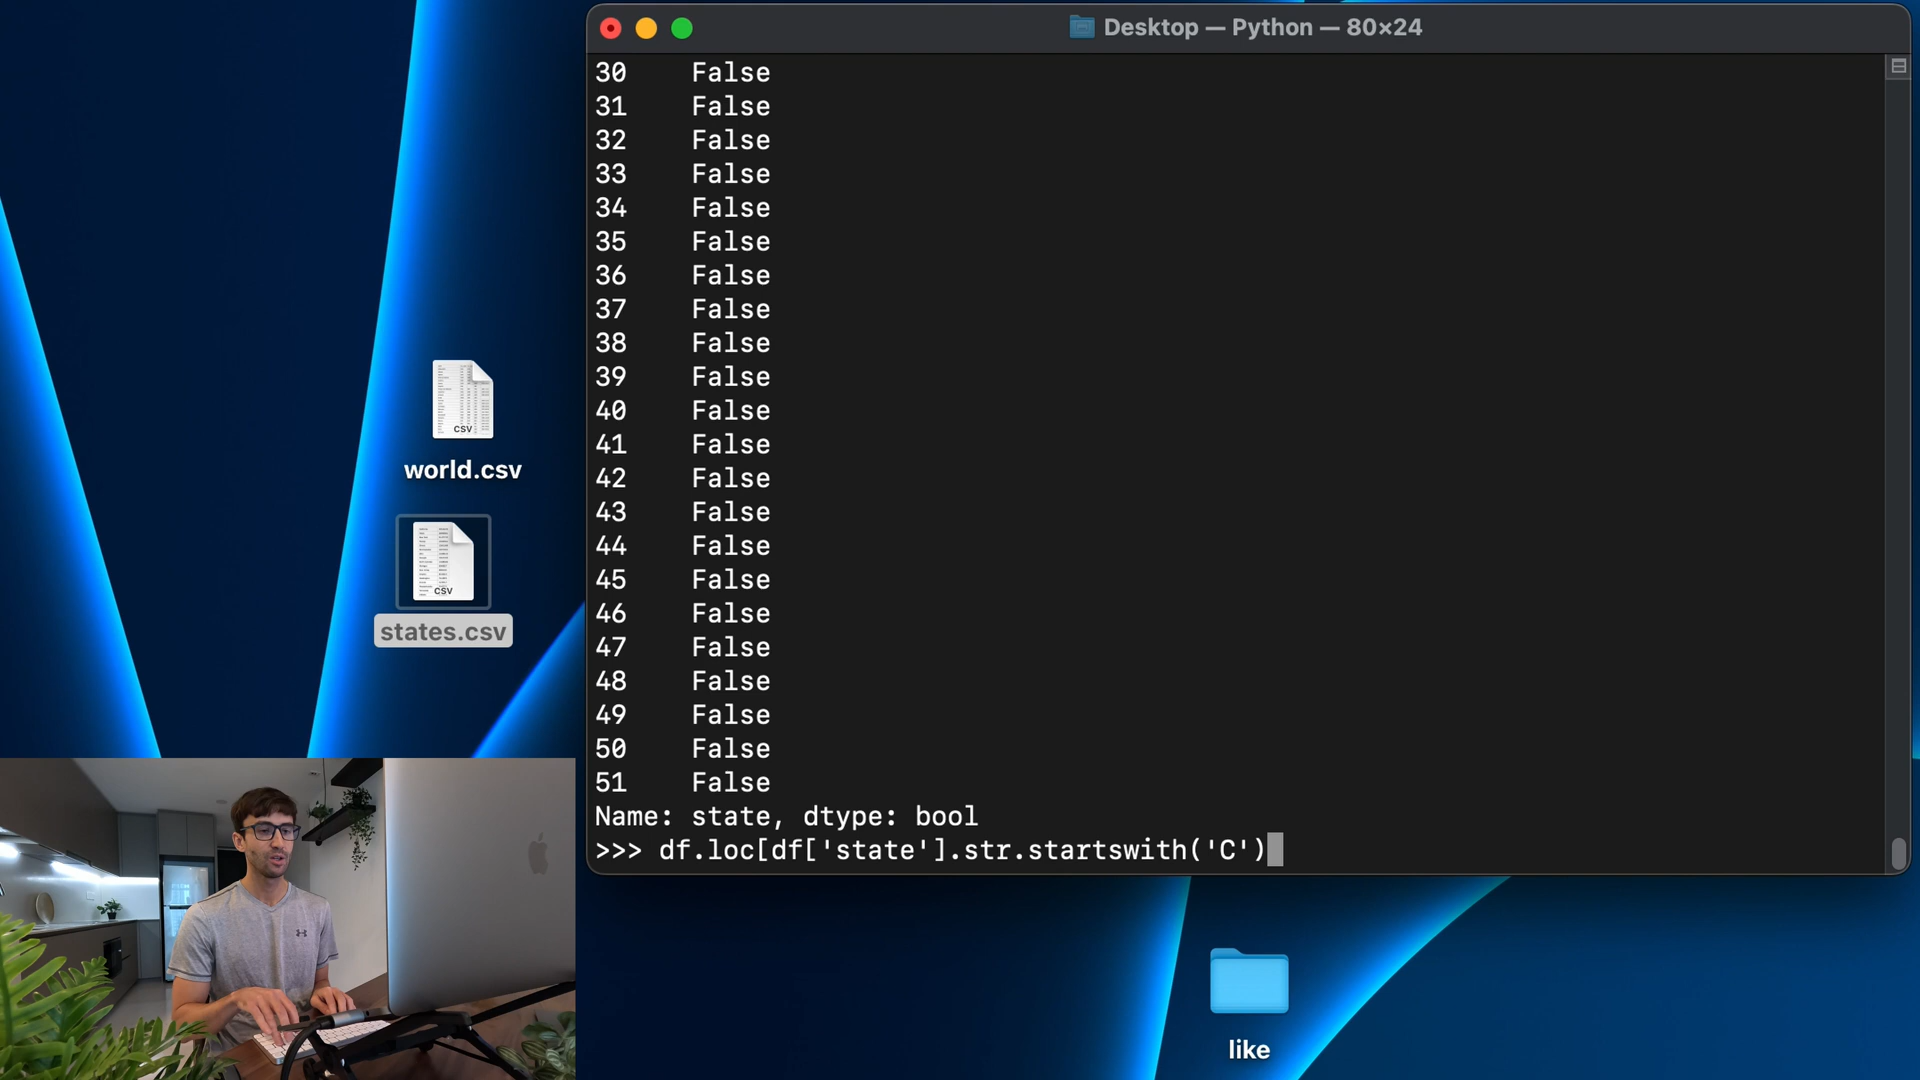 Desktop — Python — 80×24
30 False
31 False
32 False
33 False
34 False
35 False
36 False
37 False
38 False
39 False
40 False
41 False
42 False
43 False
44 False
45 False
46 False
47 False
48 False
49 False
50 False
51 False
Name: state, dtype: bool
>>> df.loc[df['state'].str.startswith('C')
CSV
world.csv
CSV
states.csv
like